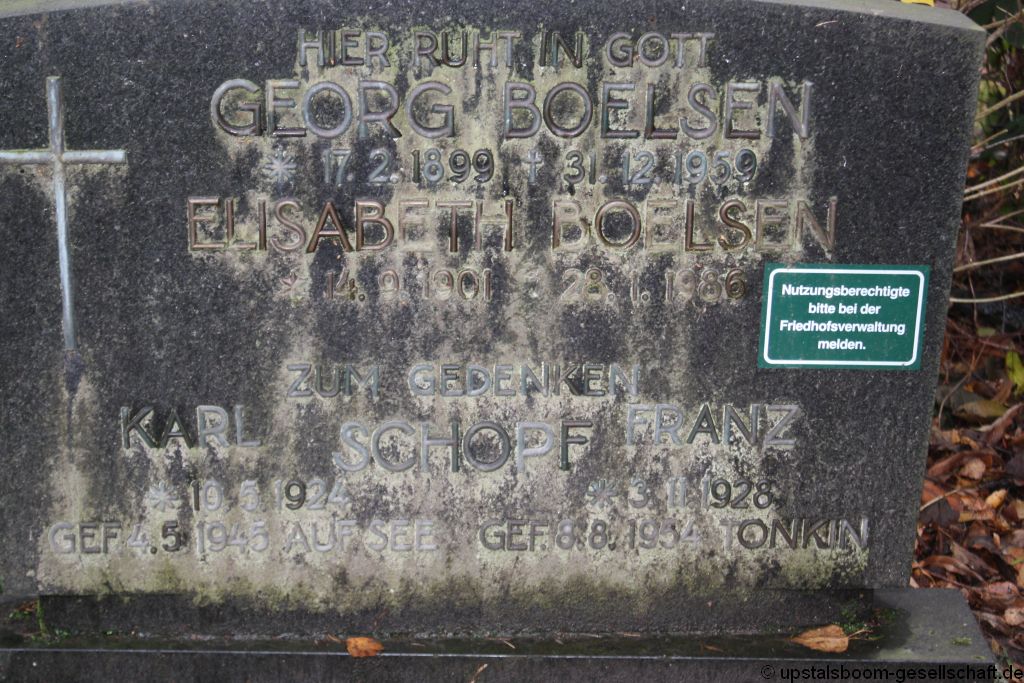 HIER RUHT IN GOTT
GEORG BOELSEN
* 17. 2. 1899 † 31. 12. 1959
ELISABETH BOELSEN
* 14. 9. 1901 28. 1. 1986
Nutzungsberechtigte
bitte bei der
Friedhofsverwaltung
melden.
ZUM GEDENKEN
KARL SCHOPF FRANZ
* 10. 5. 1924 * 3. 11. 1928
GEF. 4. 5. 1945 AUF SEE GEF. 8. 8. 1954 TONKIN
© upstalsboom-gesellschaft.de